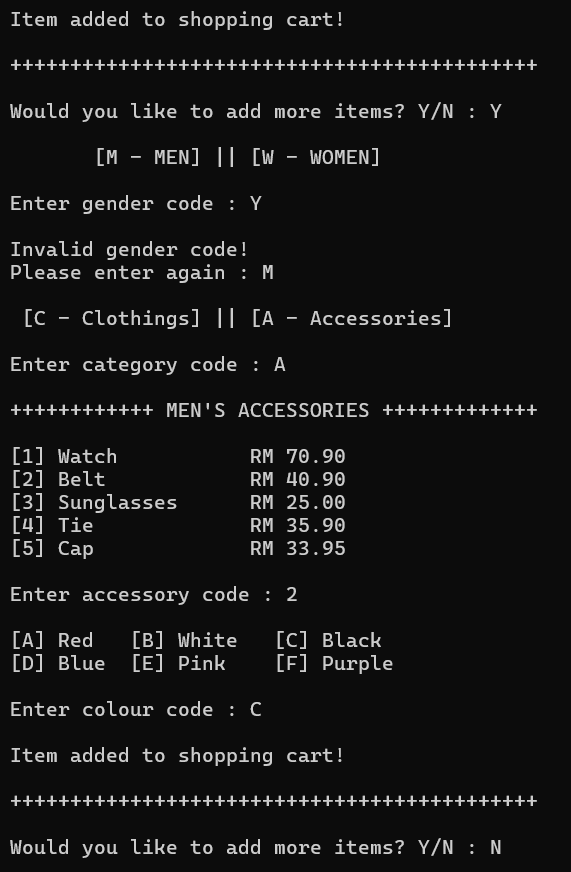 Item added to shopping cart!
++++++++++++++++++++++++++++++++++++++++++++
Would you like to add more items? Y/N : Y
[M - MEN] || [W - WOMEN]
Enter gender code : Y
Invalid gender code!
Please enter again : M
[C - Clothings] || [A - Accessories]
Enter category code : A
++++++++++++ MEN'S ACCESSORIES +++++++++++++
[1] Watch           RM 70.90
[2] Belt            RM 40.90
[3] Sunglasses      RM 25.00
[4] Tie             RM 35.90
[5] Cap             RM 33.95
Enter accessory code : 2
[A] Red   [B] White   [C] Black
[D] Blue  [E] Pink    [F] Purple
Enter colour code : C
Item added to shopping cart!
++++++++++++++++++++++++++++++++++++++++++++
Would you like to add more items? Y/N : N